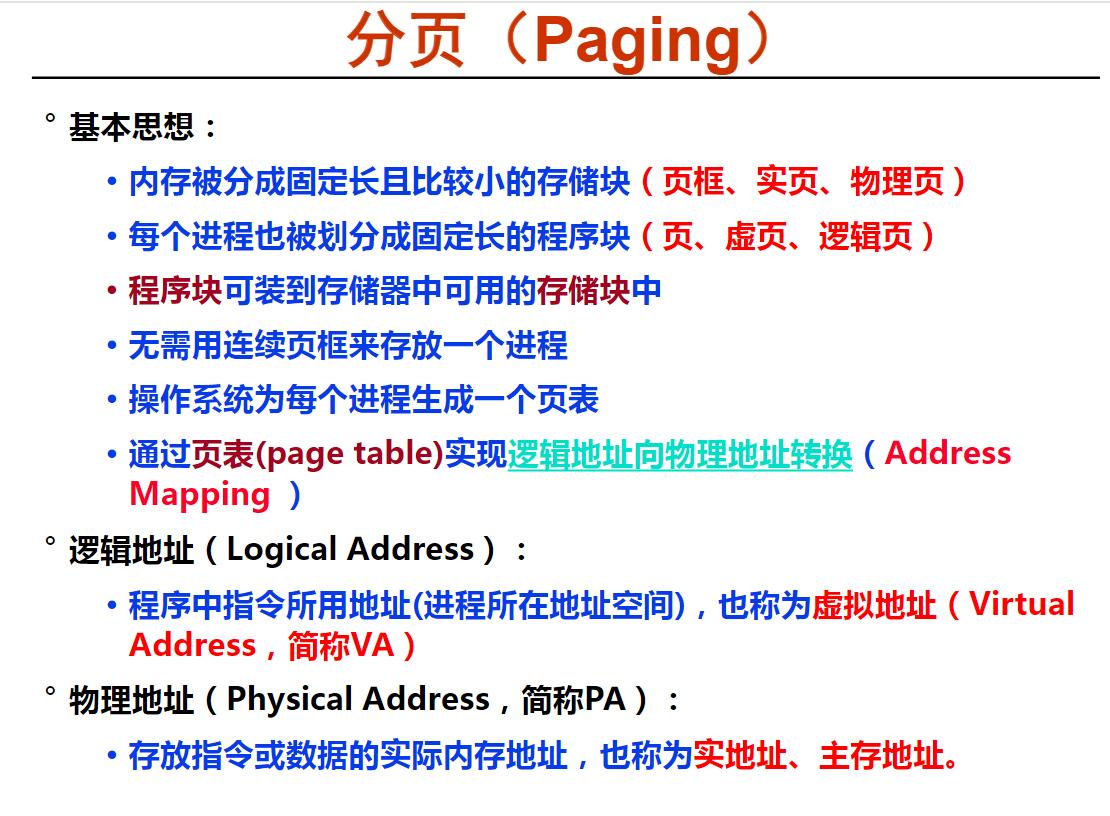 分页（Paging）
° 基本思想：
• 内存被分成固定长且比较小的存储块（页框、实页、物理页）
• 每个进程也被划分成固定长的程序块（页、虚页、逻辑页）
• 程序块可装到存储器中可用的存储块中
• 无需用连续页框来存放一个进程
• 操作系统为每个进程生成一个页表
• 通过页表(page table)实现逻辑地址向物理地址转换（Address
Mapping ）
° 逻辑地址（Logical Address）：
• 程序中指令所用地址(进程所在地址空间)，也称为虚拟地址（Virtual
Address，简称VA）
° 物理地址（Physical Address，简称PA）：
• 存放指令或数据的实际内存地址，也称为实地址、主存地址。